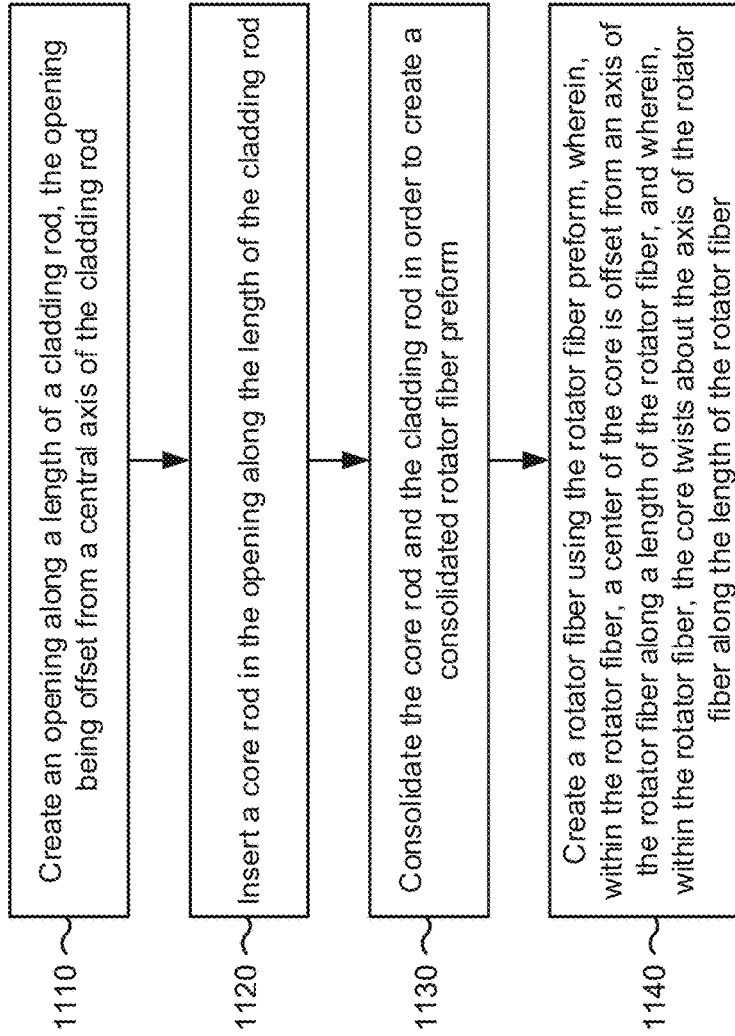 1110
Create an opening along a length of a cladding rod, the opening
being offset from a central axis of the cladding rod
1120
Insert a core rod in the opening along the length of the cladding rod
1130
Consolidate the core rod and the cladding rod in order to create a
consolidated rotator fiber preform
1140
Create a rotator fiber using the rotator fiber preform, wherein,
within the rotator fiber, a center of the core is offset from an axis of
the rotator fiber along a length of the rotator fiber, and wherein,
within the rotator fiber, the core twists about the axis of the rotator
fiber along the length of the rotator fiber